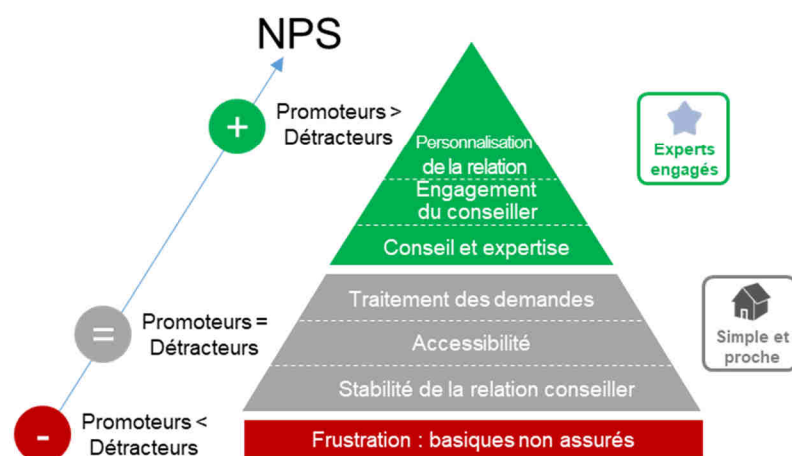 NPS
+
Promoteurs >
Détracteurs
=
Promoteurs =
Détracteurs
-
Promoteurs <
Détracteurs
Personnalisation
de la relation
Engagement
du conseiller
Conseil et expertise
Traitement des demandes
Accessibilité
Stabilité de la relation conseiller
Frustration : basiques non assurés
Experts
engagés
Simple et
proche